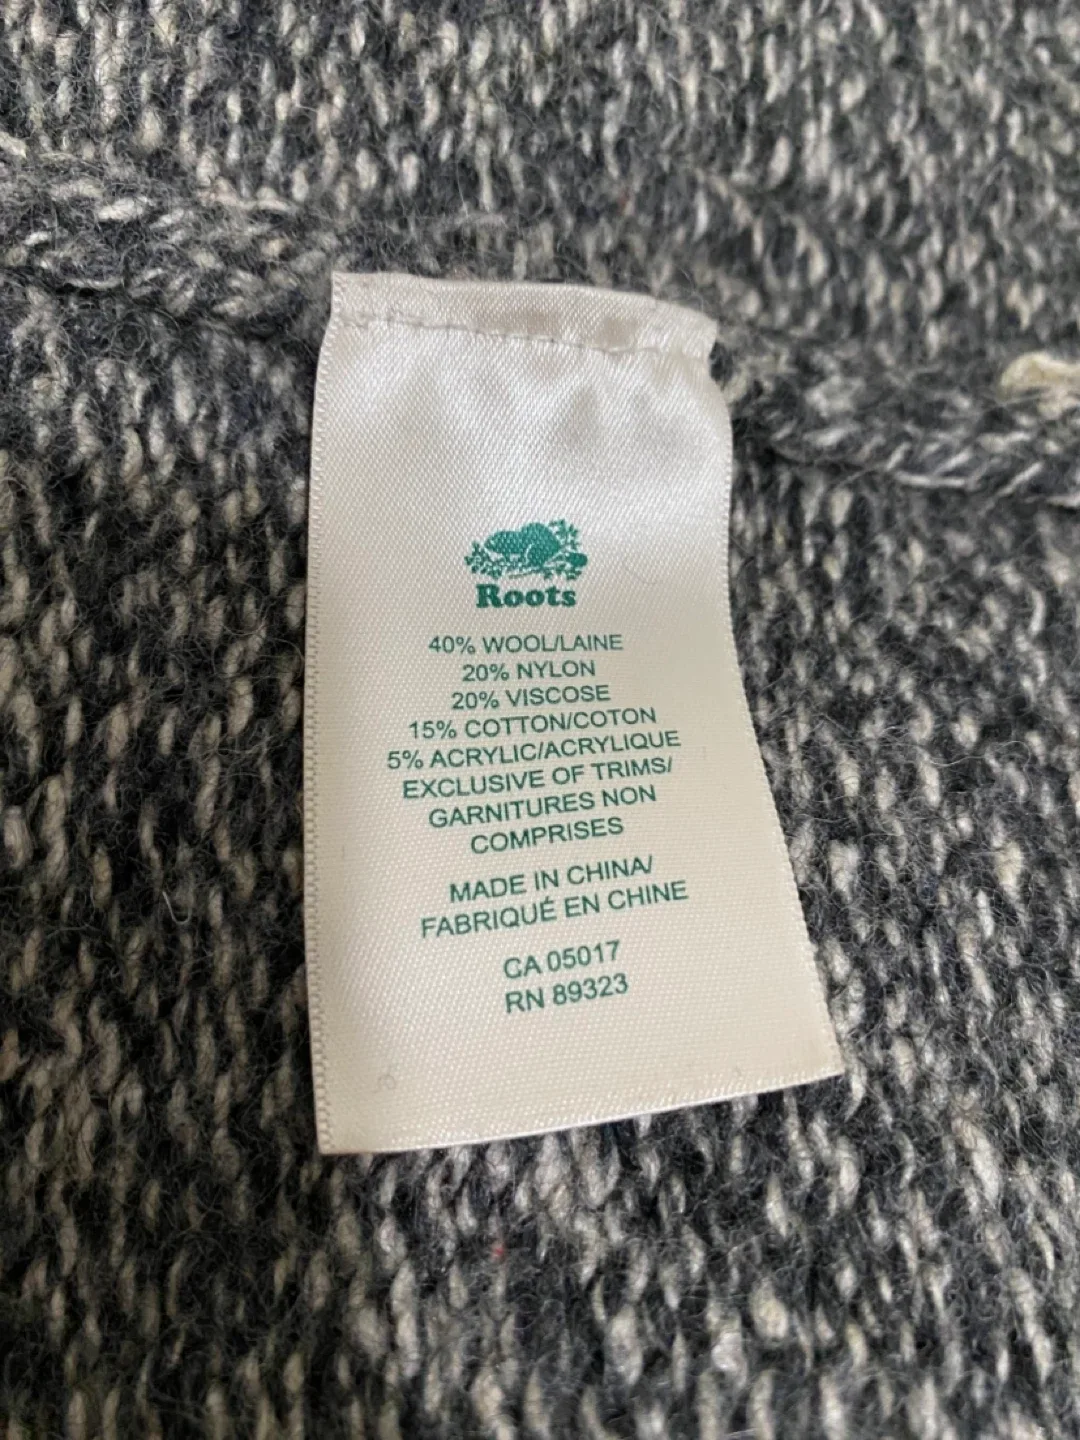 Roots
40% WOOL/LAINE
20% NYLON
20% VISCOSE
15% COTTON/COTON
5% ACRYLIC/ACRYLIQUE
EXCLUSIVE OF TRIMS/
GARNITURES NON
COMPRISES
MADE IN CHINA/
FABRIQUÉ EN CHINE
CA 05017
RN 89323